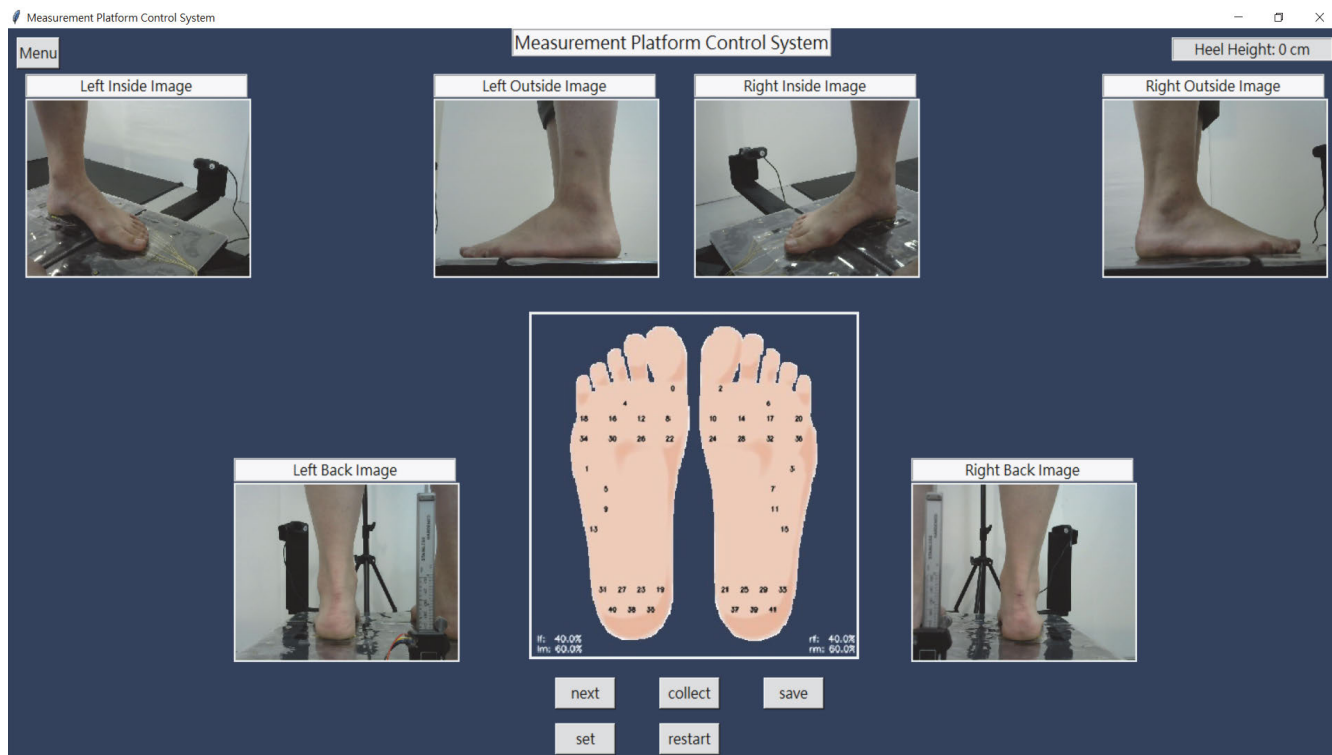 Measurement Platform Control System
Menu
Measurement Platform Control System
Heel Height: 0 cm
Left Inside Image
Left Outside Image
Right Inside Image
Right Outside Image
0 2
4 6
18 16 12 8 10 14 17 20
34 30 26 22 24 28 32 36
1
5 7
9 11
13 15
31 27 23 19 21 25 29 33
40 38 35 37 39 41
lf: 40.0% rf: 40.0%
lm: 60.0% rm: 60.0%
Left Back Image
Right Back Image
next
collect
save
set
restart